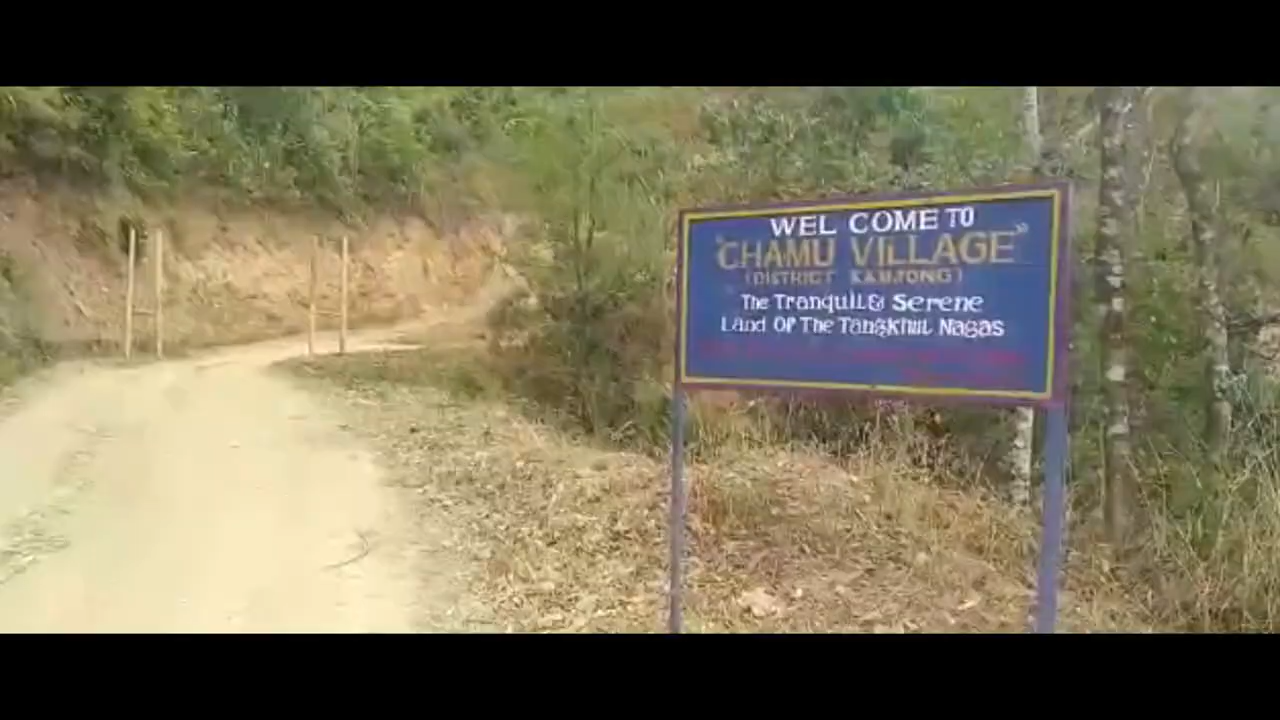 WEL COME TO
"CHAMU VILLAGE"
(DISTRICT KAMJONG)
The Tranquil & Serene
Land Of The Tangkhul Nagas